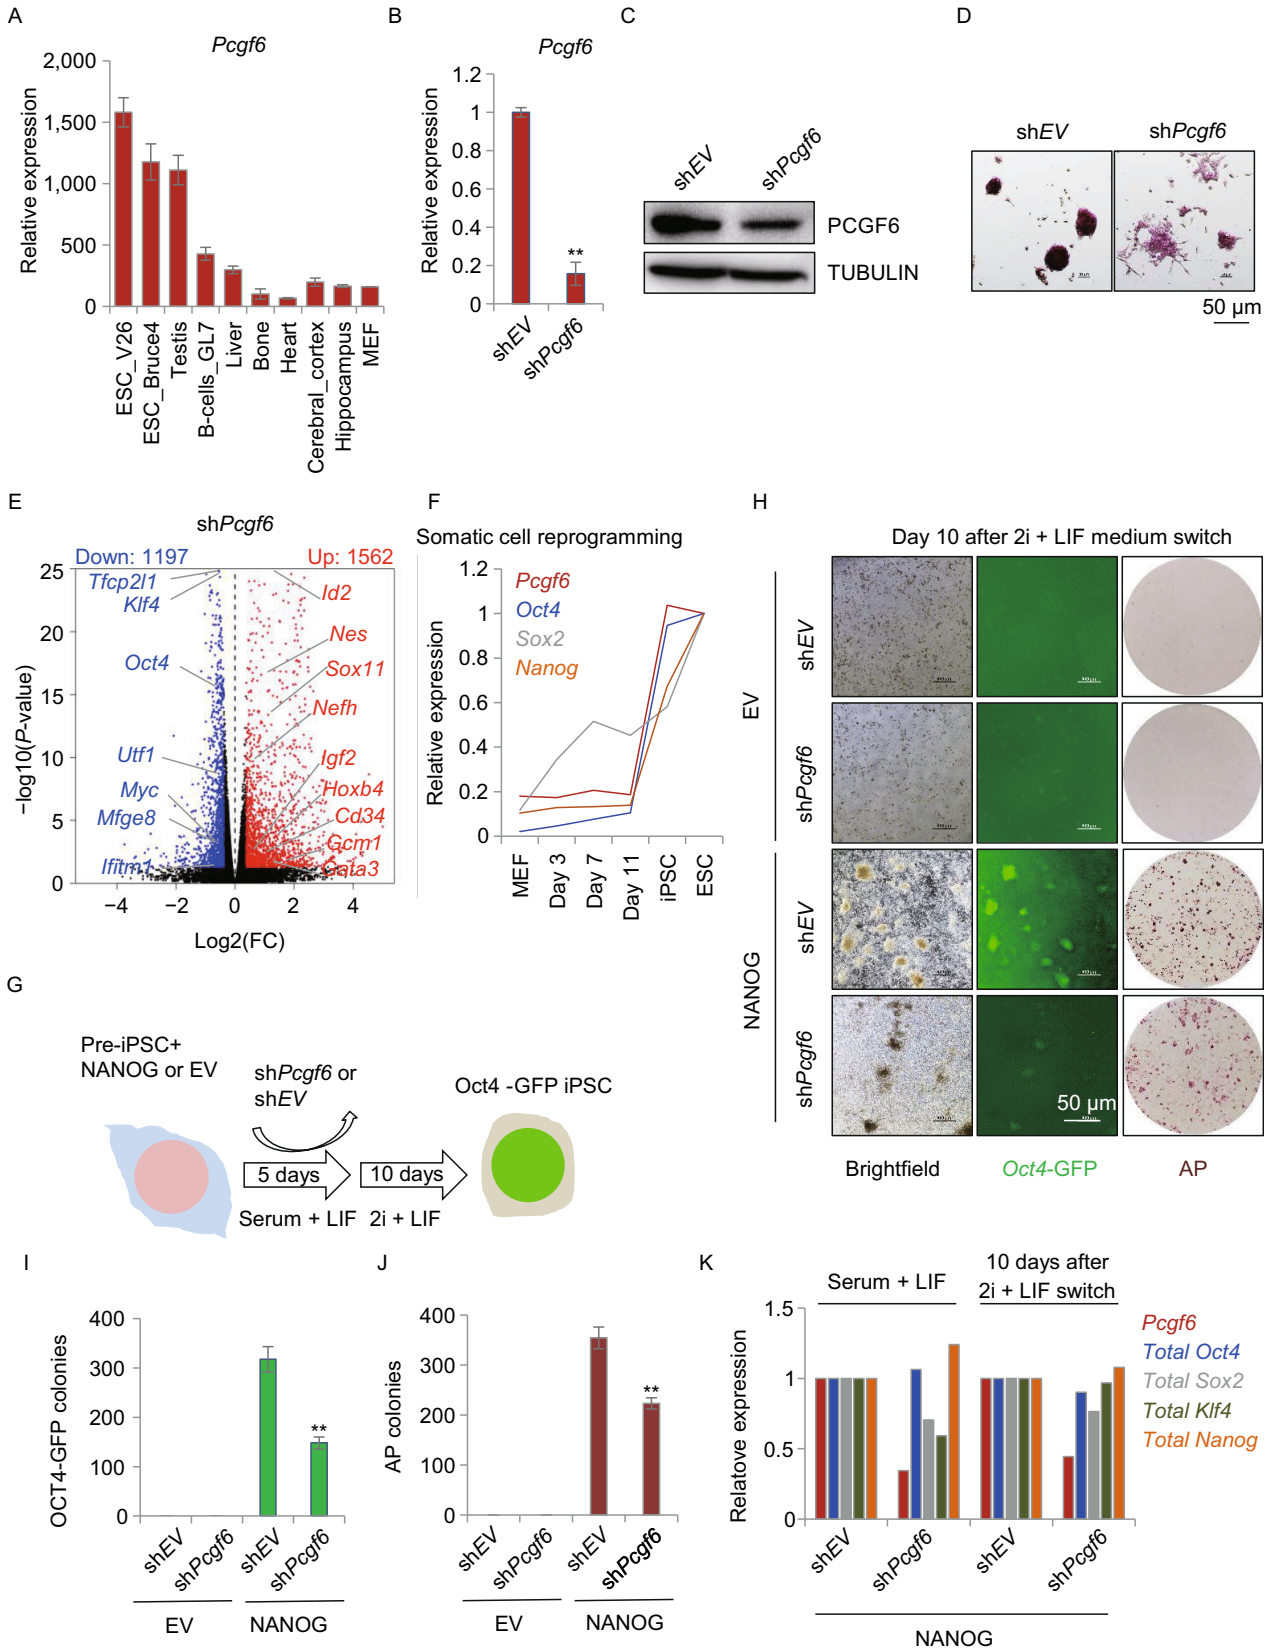 A
Pcgf6
Relative expression
2,000
1,500
1,000
500
0
ESC_V26
ESC_Bruce4
Testis
B-cells_GL7
Liver
Bone
Heart
Cerebral_cortex
Hippocampus
MEF
B
Pcgf6
Relative expression
1.2
1
0.8
0.6
0.4
0.2
0
**
shEV
shPcgf6
C
shEV
shPcgf6
PCGF6
TUBULIN
D
shEV
shPcgf6
50 µm
E
shPcgf6
Down: 1197
Up: 1562
−log10(P-value)
25
20
15
10
5
0
Tfcp2l1
Klf4
Oct4
Utf1
Myc
Mfge8
Ifitm1
Id2
Nes
Sox11
Nefh
Igf2
Hoxb4
Cd34
Gcm1
Gata3
−4
−2
0
2
4
Log2(FC)
F
Somatic cell reprogramming
Relative expression
1.2
1
0.8
0.6
0.4
0.2
0
Pcgf6
Oct4
Sox2
Nanog
MEF
Day 3
Day 7
Day 11
iPSC
ESC
G
Pre-iPSC+
NANOG or EV
shPcgf6 or
shEV
5 days
10 days
Serum + LIF
2i + LIF
Oct4 -GFP iPSC
H
Day 10 after 2i + LIF medium switch
EV
shEV
shPcgf6
NANOG
shEV
shPcgf6
50 µm
Brightfield
Oct4-GFP
AP
I
OCT4-GFP colonies
400
300
200
100
0
**
shEV
shPcgf6
shEV
shPcgf6
EV
NANOG
J
AP colonies
400
300
200
100
0
**
shEV
shPcgf6
shEV
shPcgf6
EV
NANOG
K
Serum + LIF
10 days after
2i + LIF switch
Relatove expression
1.5
1
0.5
0
Pcgf6
Total Oct4
Total Sox2
Total Klf4
Total Nanog
shEV
shPcgf6
shEV
shPcgf6
NANOG